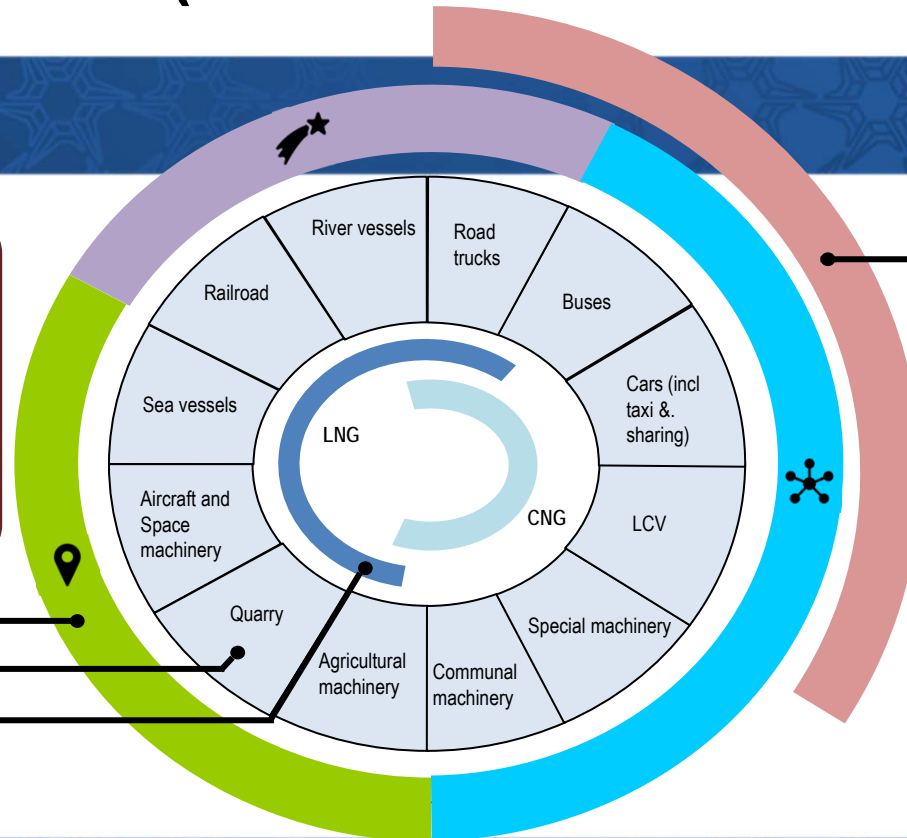 River vessels
Road
trucks
Buses
Cars (incl
taxi &.
sharing)
LCV
Special machinery
Communal
machinery
Agricultural
machinery
Quarry
Aircraft and
Space
machinery
Sea vessels
Railroad
LNG
CNG